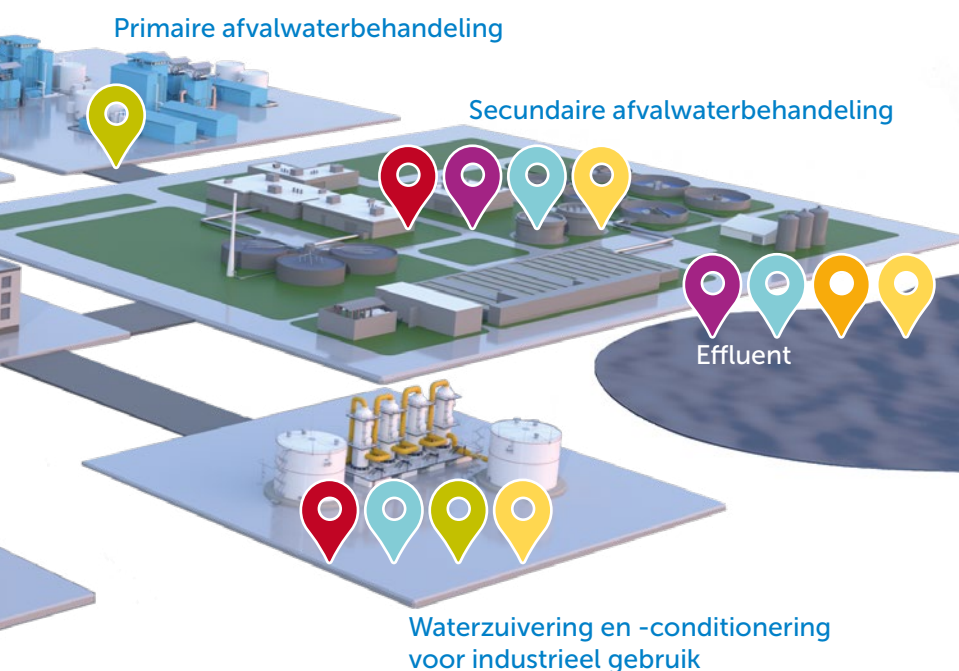 Primaire afvalwaterbehandeling
Secundaire afvalwaterbehandeling
Effluent
Waterzuivering en -conditionering
voor industrieel gebruik